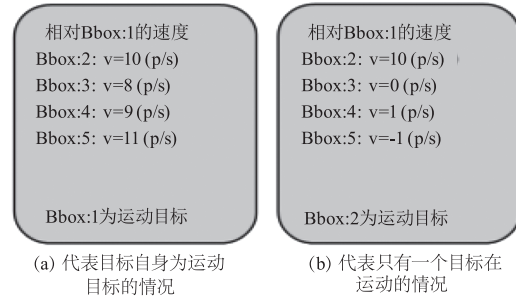 相对Bbox:1的速度
Bbox:2: v=10 (p/s)
Bbox:3: v=8 (p/s)
Bbox:4: v=9 (p/s)
Bbox:5: v=11 (p/s)
Bbox:1为运动目标
(a) 代表目标自身为运动
目标的情况
相对Bbox:1的速度
Bbox:2: v=10 (p/s)
Bbox:3: v=0 (p/s)
Bbox:4: v=1 (p/s)
Bbox:5: v=-1 (p/s)
Bbox:2为运动目标
(b) 代表只有一个目标在
运动的情况